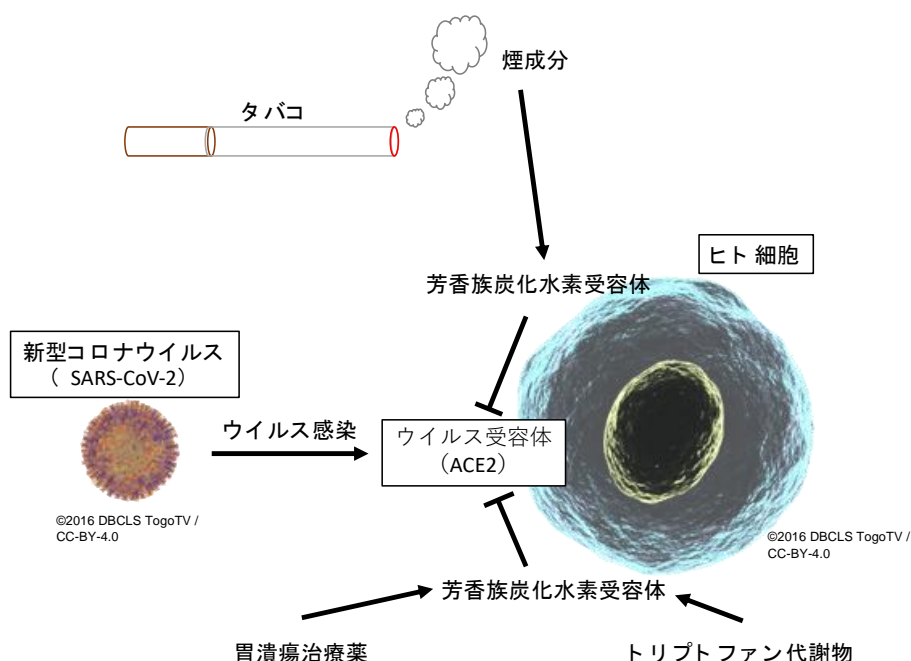 煙成分
タバコ
ヒト細胞
芳香族炭化水素受容体
新型コロナウイルス
（ SARS-CoV-2）
ウイルス感染
ウイルス受容体
（ACE2）
©2016 DBCLS TogoTV /
CC-BY-4.0
©2016 DBCLS TogoTV /
CC-BY-4.0
芳香族炭化水素受容体
胃潰瘍治療薬
トリプトファン代謝物